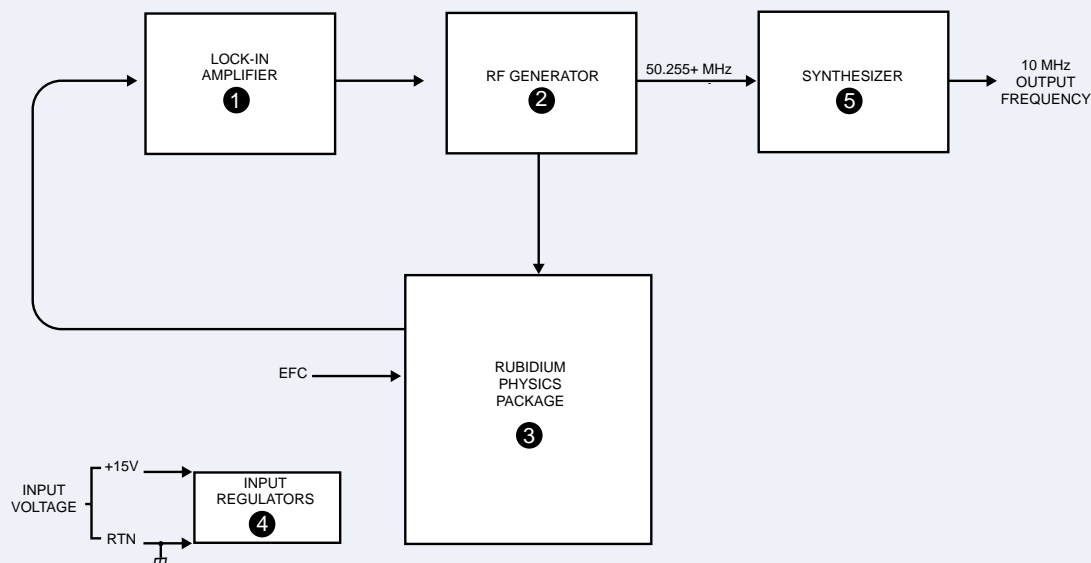 LOCK-IN
AMPLIFIER
1
RF GENERATOR
2
50.255+ MHz
SYNTHESIZER
5
10 MHz
OUTPUT
FREQUENCY
EFC
RUBIDIUM
PHYSICS
PACKAGE
3
INPUT
VOLTAGE
+15V
RTN
INPUT
REGULATORS
4